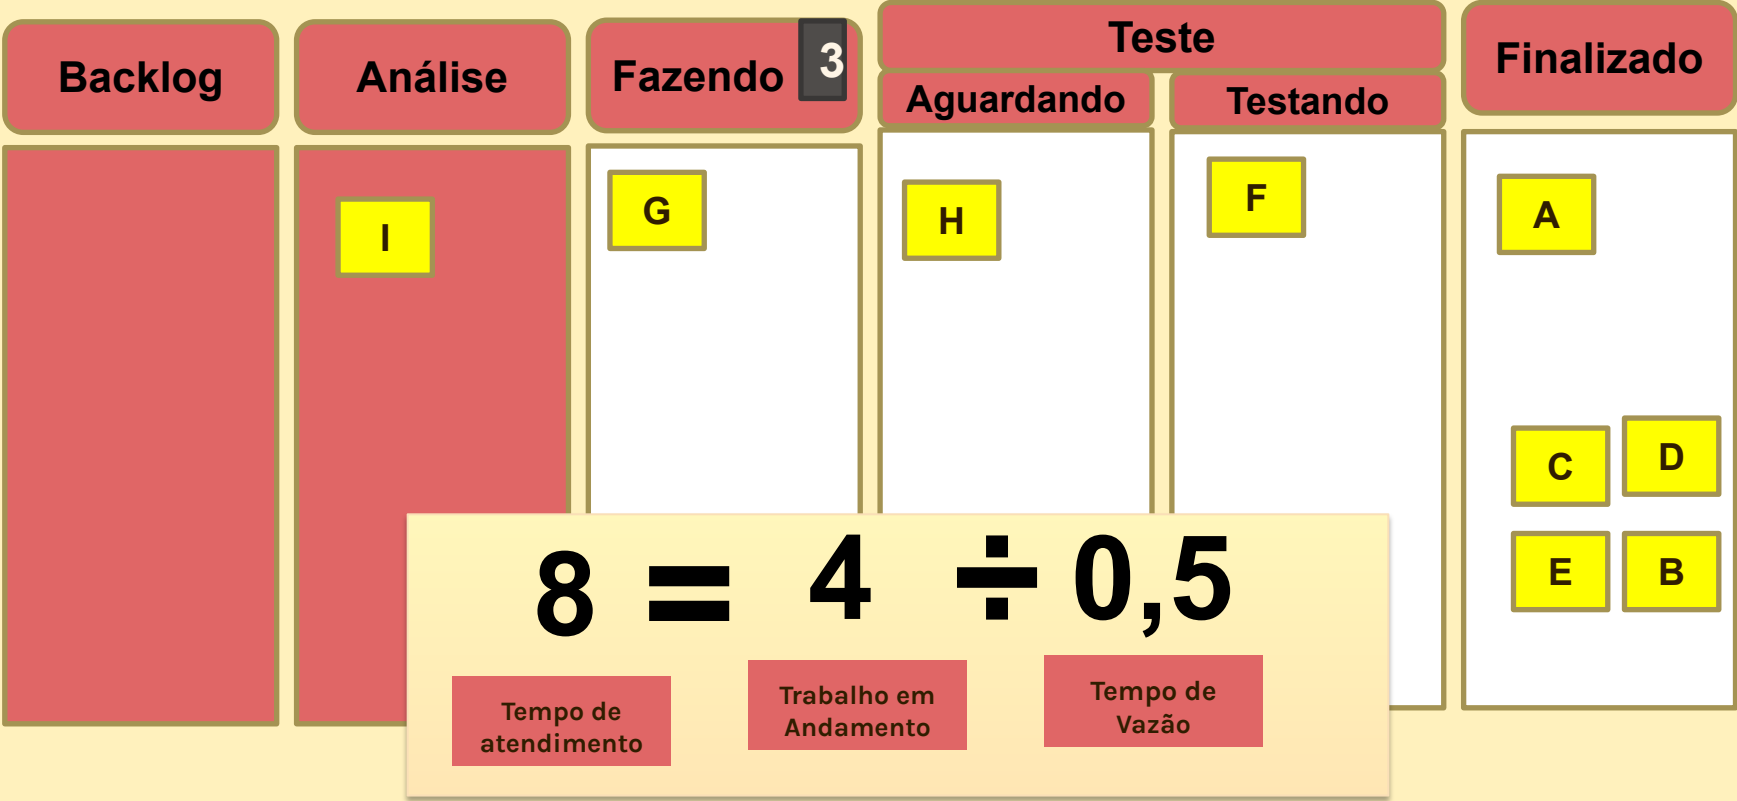 Backlog
Análise
Fazendo
3
Teste
Aguardando
Testando
Finalizado
I
G
H
F
A
C
D
E
B
8 = 4 ÷ 0,5
Tempo de
atendimento
Trabalho em
Andamento
Tempo de
Vazão